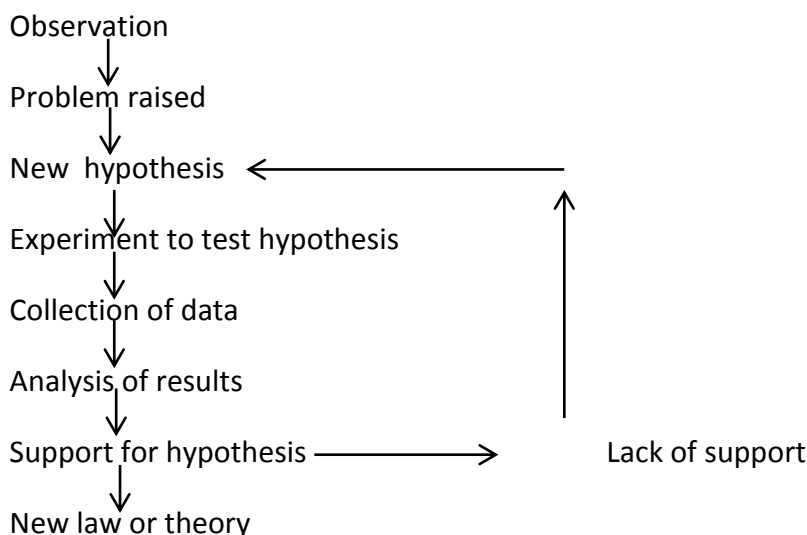 Observation
Problem raised
New hypothesis
Experiment to test hypothesis
Collection of data
Analysis of results
Support for hypothesis
Lack of support
New law or theory